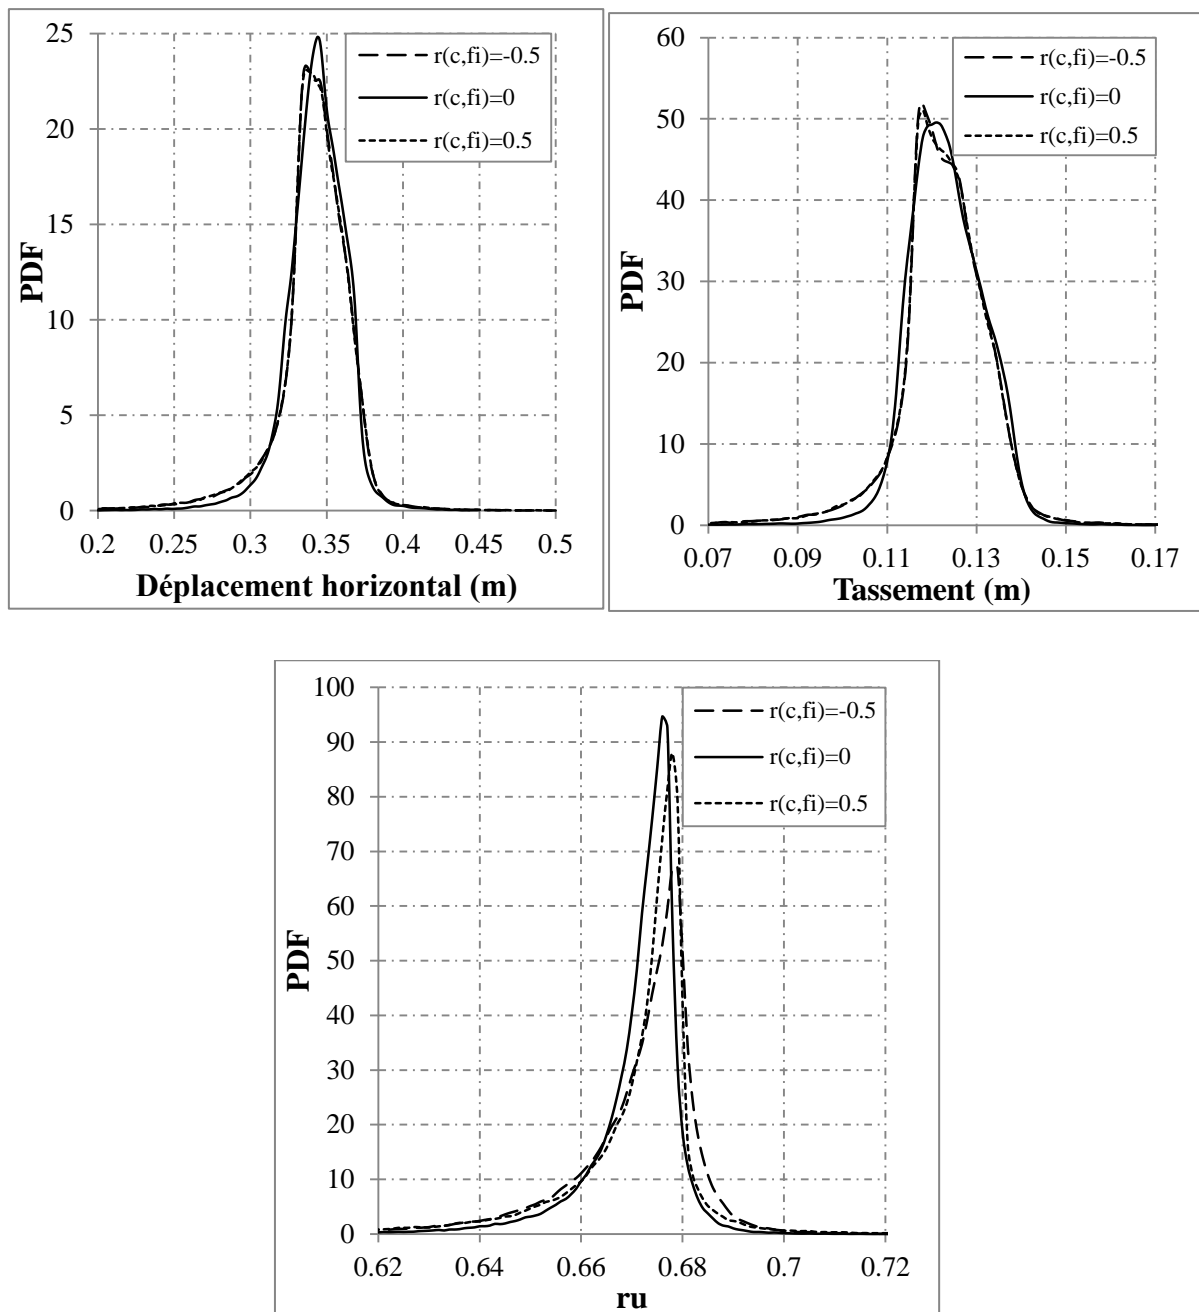 25
20
15
10
5
0
PDF
0.2 0.25 0.3 0.35 0.4 0.45 0.5
Déplacement horizontal (m)
r(c,fi)=-0.5
r(c,fi)=0
r(c,fi)=0.5
60
50
40
30
20
10
0
PDF
0.07 0.09 0.11 0.13 0.15 0.17
Tassement (m)
r(c,fi)=-0.5
r(c,fi)=0
r(c,fi)=0.5
100
90
80
70
60
50
40
30
20
10
0
PDF
0.62 0.64 0.66 0.68 0.7 0.72
ru
r(c,fi)=-0.5
r(c,fi)=0
r(c,fi)=0.5